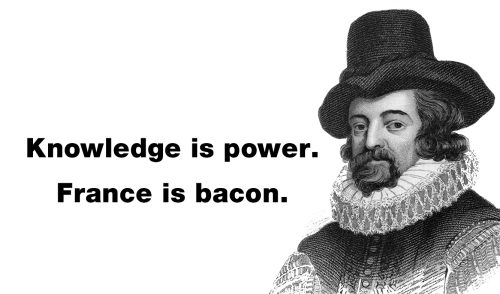 Knowledge is power.
France is bacon.